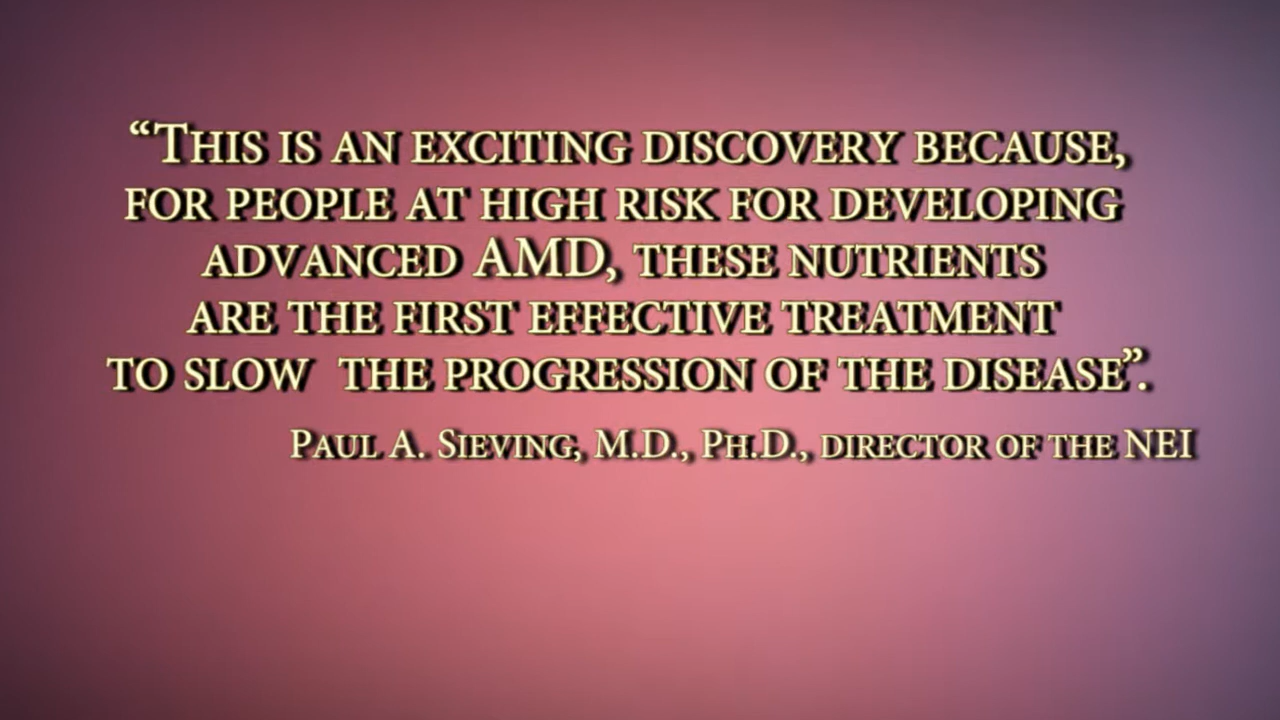 “This is an exciting discovery because,
for people at high risk for developing
advanced AMD, these nutrients
are the first effective treatment
to slow  the progression of the disease”.
Paul A. Sieving, M.D., Ph.D., director of the NEI